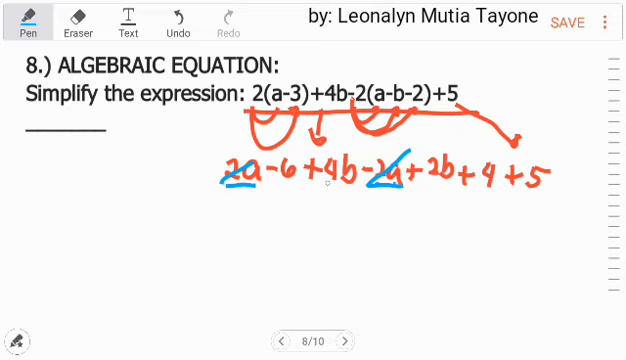 by: Leonalyn Mutia Tayone
Pen Eraser Text Undo Redo SAVE
8.) ALGEBRAIC EQUATION:
Simplify the expression: 2(a-3)+4b-2(a-b-2)+5
2a - 6 + 4b - 2a + 2b + 4 + 5
8/10